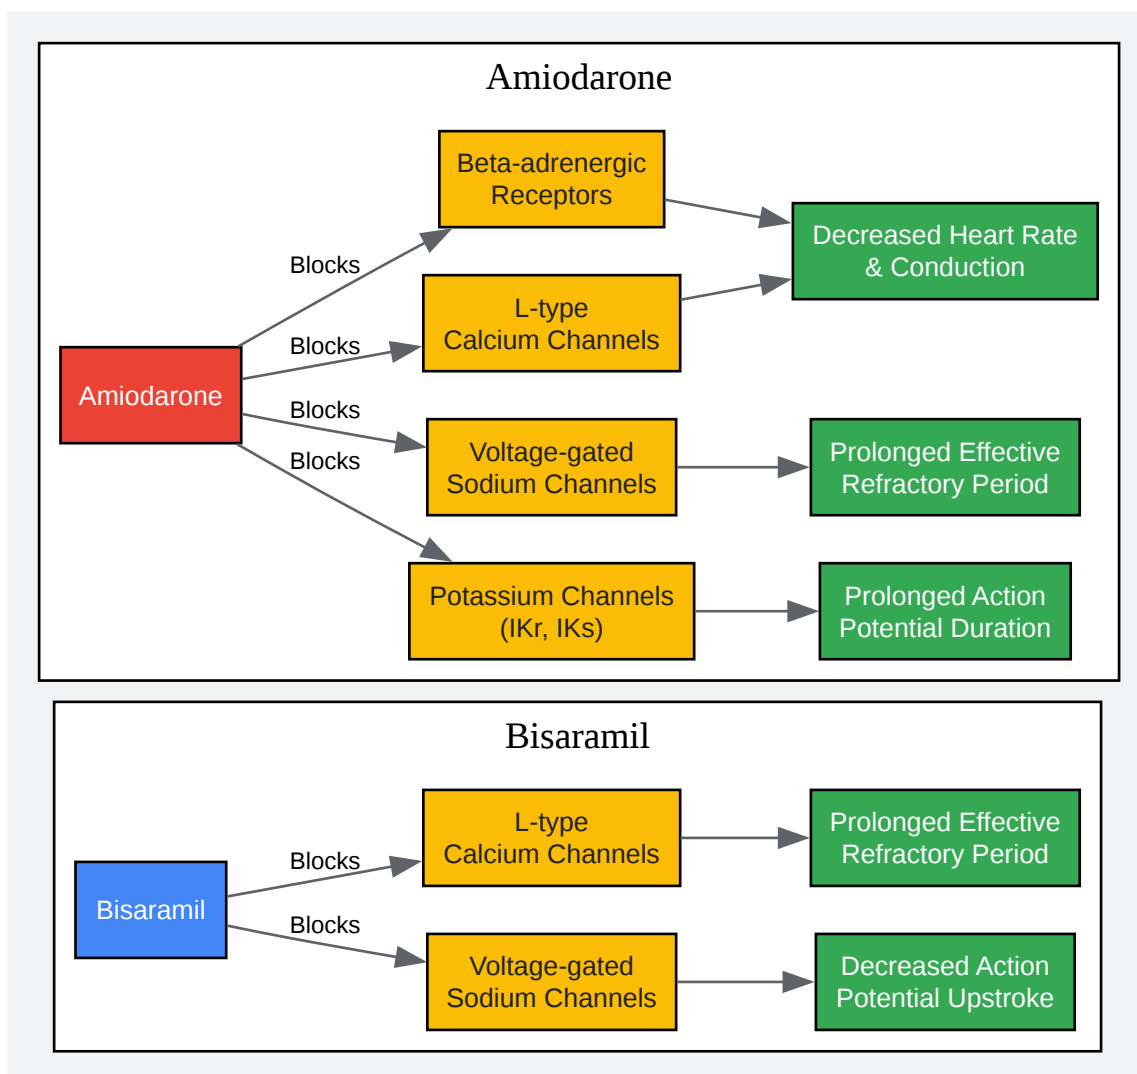 Amiodarone
Beta-adrenergic
Receptors
Decreased Heart Rate
& Conduction
Blocks
L-type
Calcium Channels
Blocks
Amiodarone
Blocks
Voltage-gated
Sodium Channels
Prolonged Effective
Refractory Period
Blocks
Potassium Channels
(IKr, IKs)
Prolonged Action
Potential Duration
Bisaramil
L-type
Calcium Channels
Prolonged Effective
Refractory Period
Blocks
Bisaramil
Blocks
Voltage-gated
Sodium Channels
Decreased Action
Potential Upstroke